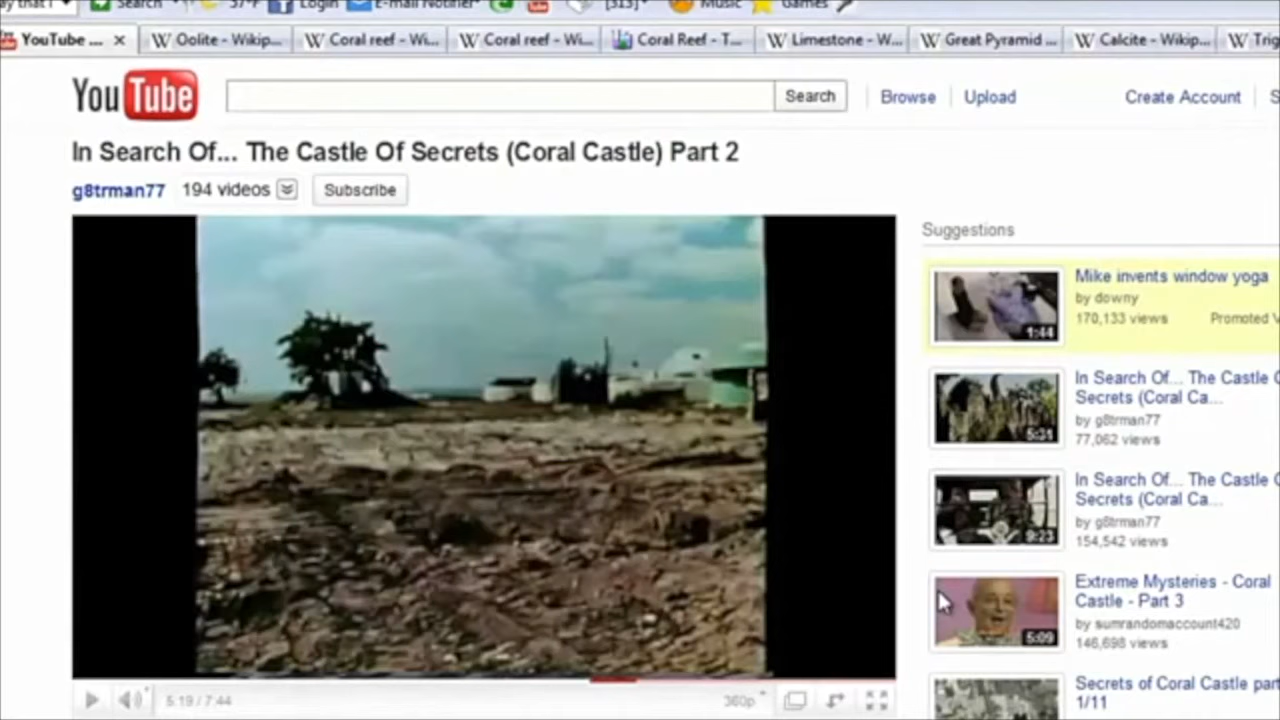 Search
Login
E-mail Notifier
[313]
Music
Games
YouTube ...
Oolite - Wikip...
Coral reef - Wi...
Coral reef - Wi...
Coral Reef - T...
Limestone - W...
Great Pyramid ...
Calcite - Wikip...
Trig
YouTube
Search
Browse
Upload
Create Account
S
In Search Of... The Castle Of Secrets (Coral Castle) Part 2
g8trman77
194 videos
Subscribe
5:19 / 7:44
360p
Suggestions
1:44
Mike invents window yoga
by downy
170,133 views
Promoted V
5:31
In Search Of... The Castle O
Secrets (Coral Ca...
by g8trman77
77,062 views
9:23
In Search Of... The Castle O
Secrets (Coral Ca...
by g8trman77
154,542 views
5:09
Extreme Mysteries - Coral
Castle - Part 3
by sumrandomaccount420
146,698 views
Secrets of Coral Castle part
1/11